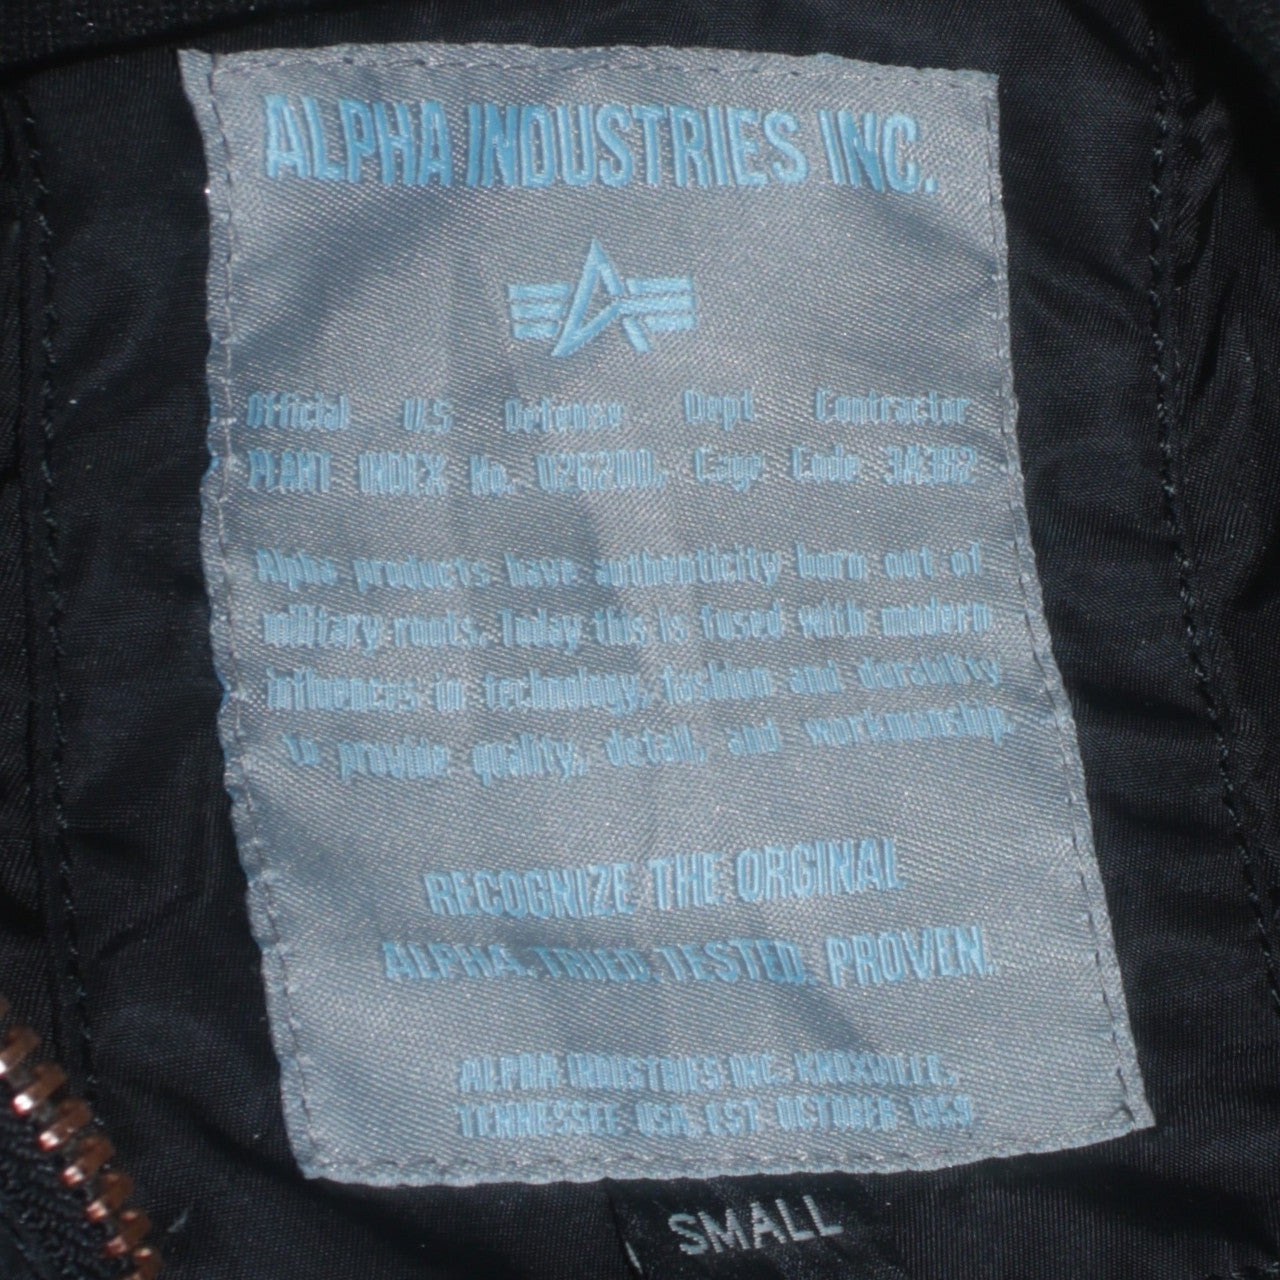 ALPHA INDUSTRIES INC.
Official U.S Defense Dept Contractor
PLANT INDEX No. 026200, Cage Code
Alpha products have authenticity born out of
military roots. Today this is fused with modern
influences in technology, fashion and durability
to provide quality, detail, and workmanship.
RECOGNIZE THE ORGINAL
ALPHA. TRIED. TESTED. PROVEN.
ALPHA INDUSTRIES INC. KNOXVILLE,
TENNESSEE USA, EST OCTOBER 1959
SMALL